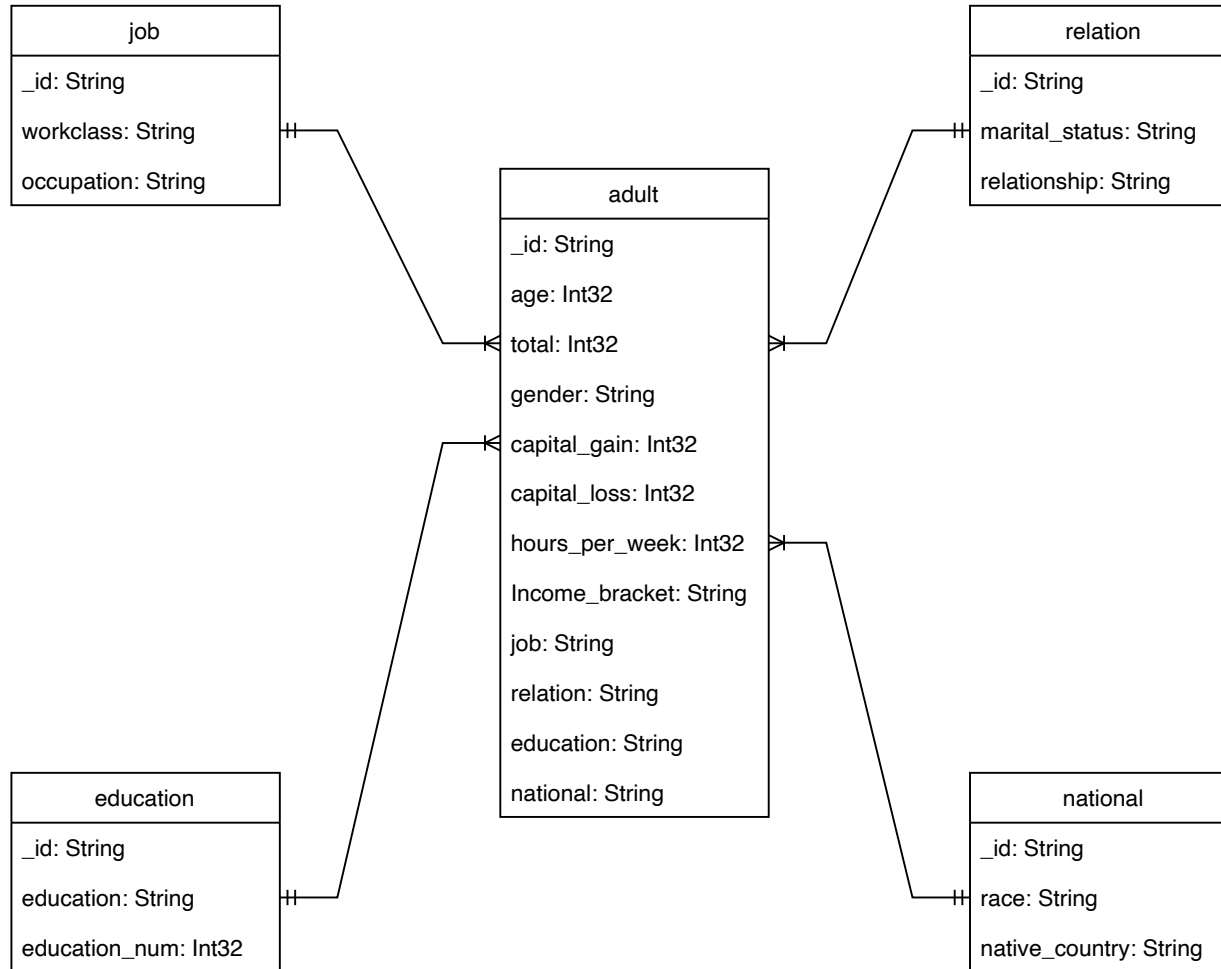 job
_id: String
workclass: String
occupation: String
relation
_id: String
marital_status: String
relationship: String
adult
_id: String
age: Int32
total: Int32
gender: String
capital_gain: Int32
capital_loss: Int32
hours_per_week: Int32
Income_bracket: String
job: String
relation: String
education: String
national: String
education
_id: String
education: String
education_num: Int32
national
_id: String
race: String
native_country: String